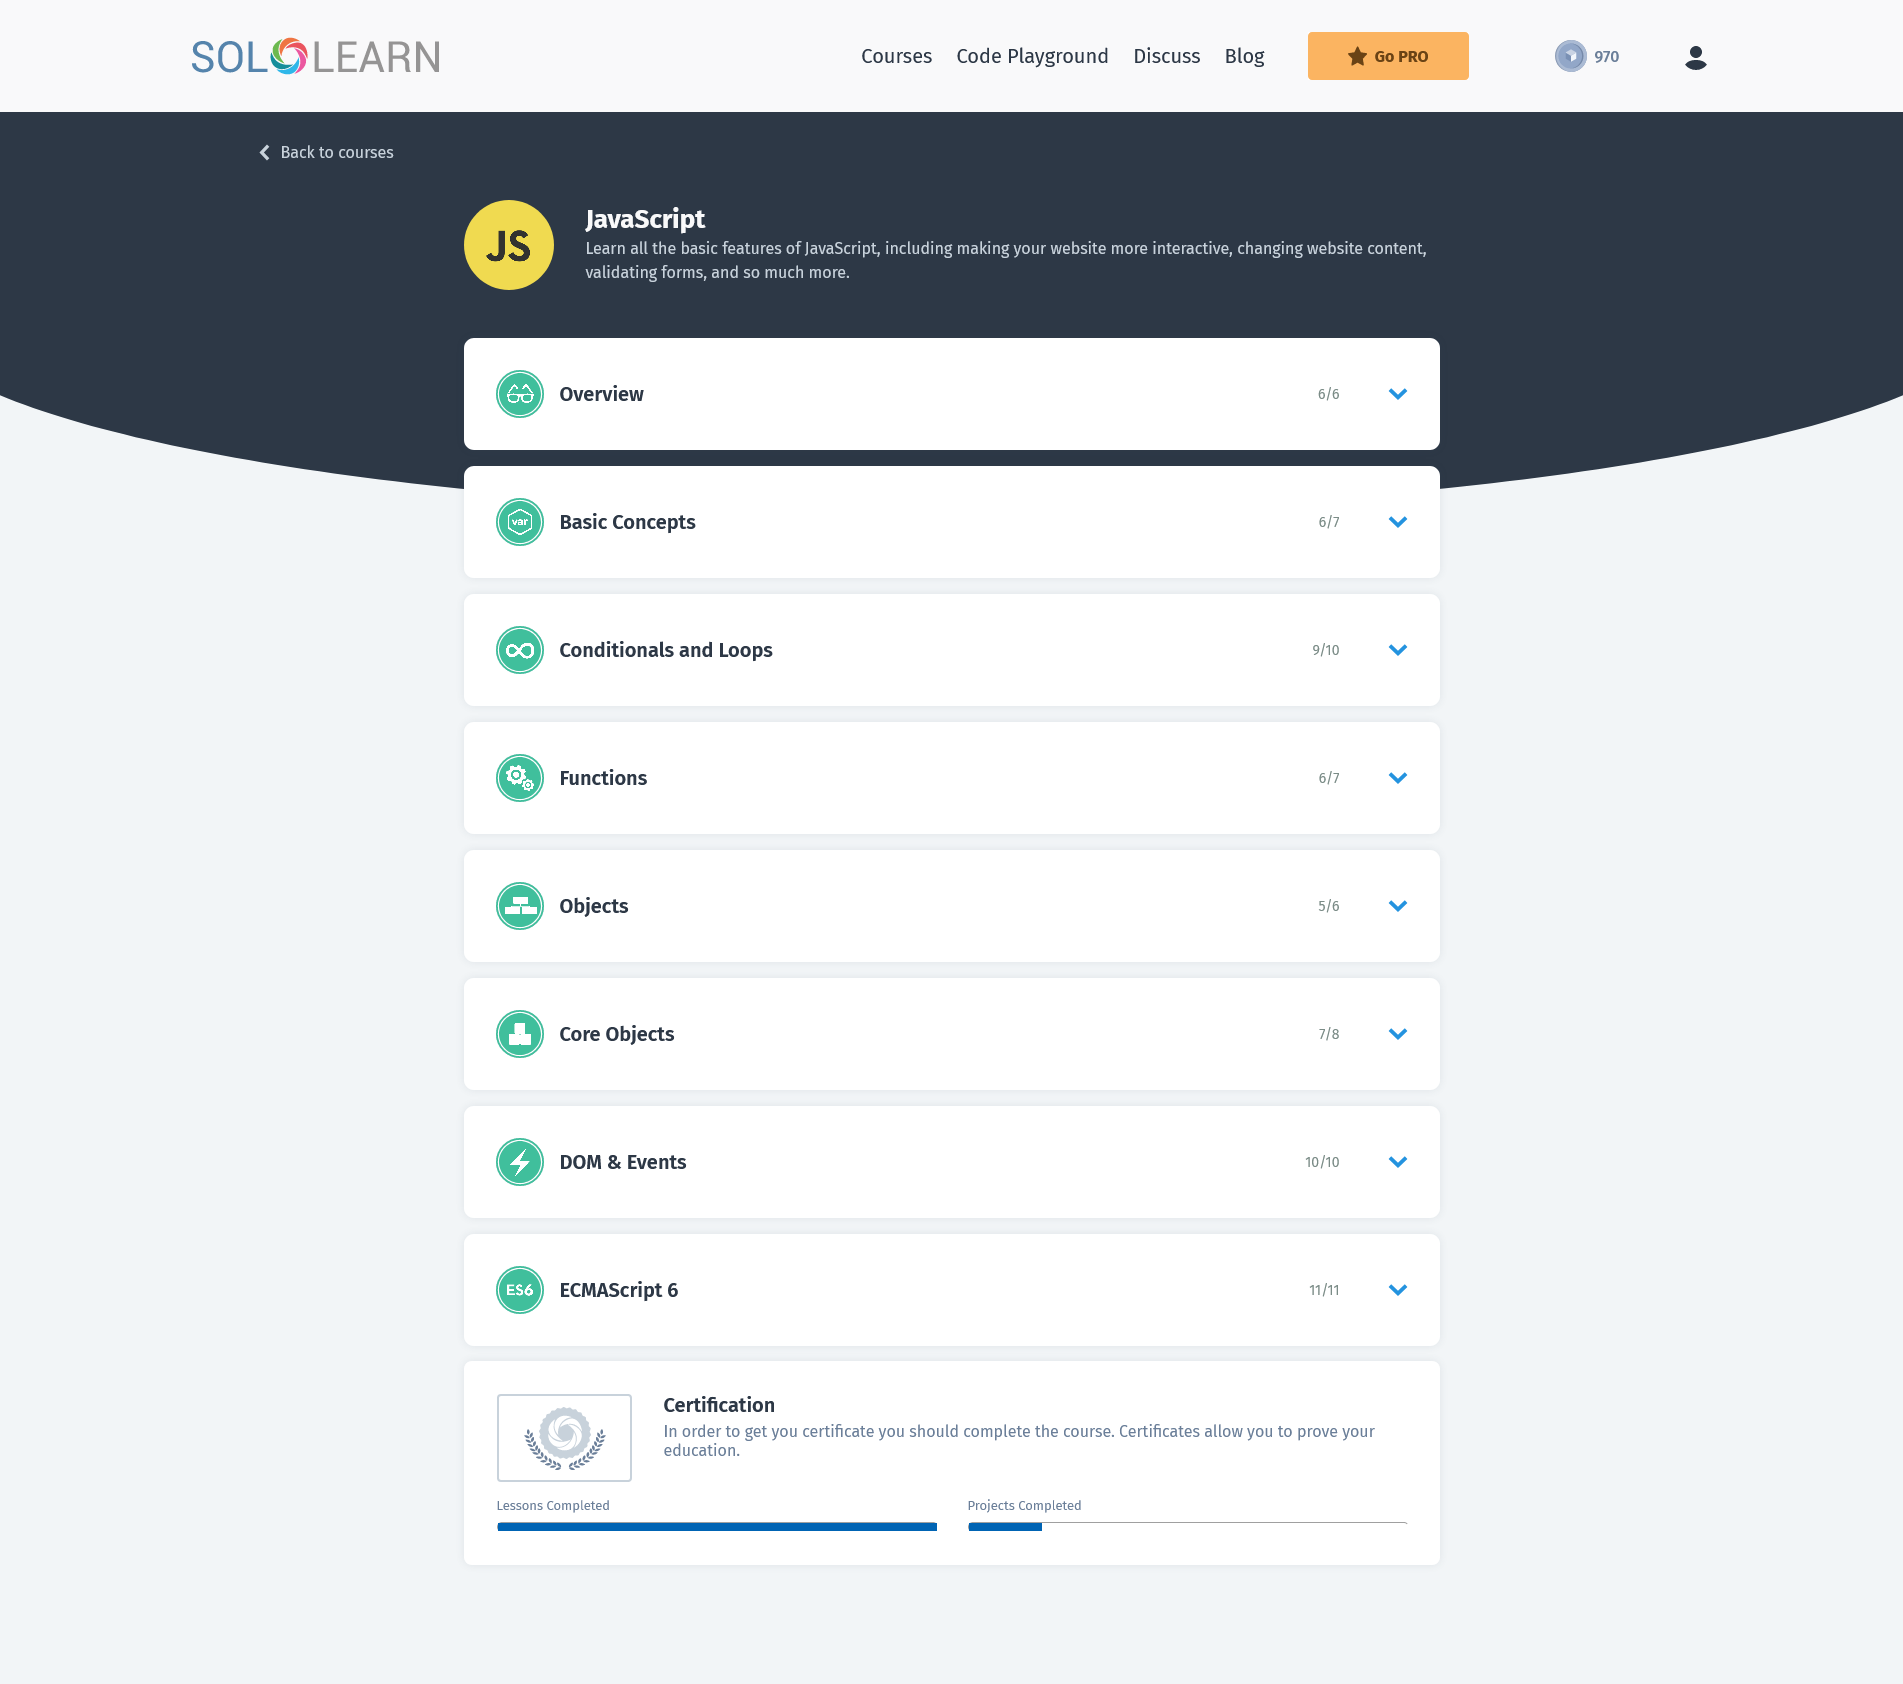 SOLOLEARN
Courses Code Playground Discuss Blog Go PRO 970
Back to courses
JS
JavaScript
Learn all the basic features of JavaScript, including making your website more interactive, changing website content,
validating forms, and so much more.
Overview 6/6
var
Basic Concepts 6/7
Conditionals and Loops 9/10
Functions 6/7
Objects 5/6
Core Objects 7/8
DOM & Events 10/10
ES6
ECMAScript 6 11/11
Certification
In order to get you certificate you should complete the course. Certificates allow you to prove your
education.
Lessons Completed Projects Completed